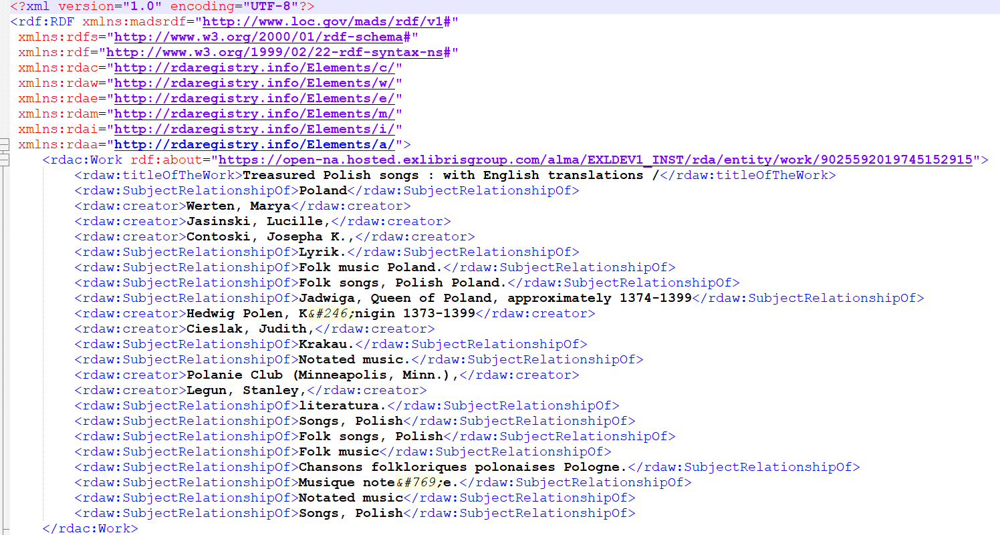 <?xml version="1.0" encoding="UTF-8"?>
<rdf:RDF xmlns:madsrdf="http://www.loc.gov/mads/rdf/v1#"
xmlns:rdfs="http://www.w3.org/2000/01/rdf-schema#"
xmlns:rdf="http://www.w3.org/1999/02/22-rdf-syntax-ns#"
xmlns:rdac="http://rdaregistry.info/Elements/c/"
xmlns:rdaw="http://rdaregistry.info/Elements/w/"
xmlns:rdae="http://rdaregistry.info/Elements/e/"
xmlns:rdam="http://rdaregistry.info/Elements/m/"
xmlns:rdai="http://rdaregistry.info/Elements/i/"
xmlns:rdaa="http://rdaregistry.info/Elements/a/">
<rdac:Work rdf:about="https://open-na.hosted.exlibrisgroup.com/alma/EXLDEV1_INST/rda/entity/work/9025592019745152915">
<rdaw:titleOfTheWork>Treasured Polish songs : with English translations /</rdaw:titleOfTheWork>
<rdaw:SubjectRelationshipOf>Poland</rdaw:SubjectRelationshipOf>
<rdaw:creator>Werten, Marya</rdaw:creator>
<rdaw:creator>Jasinski, Lucille,</rdaw:creator>
<rdaw:creator>Contoski, Josepha K.,</rdaw:creator>
<rdaw:SubjectRelationshipOf>Lyrik.</rdaw:SubjectRelationshipOf>
<rdaw:SubjectRelationshipOf>Folk music Poland.</rdaw:SubjectRelationshipOf>
<rdaw:SubjectRelationshipOf>Folk songs, Polish Poland.</rdaw:SubjectRelationshipOf>
<rdaw:SubjectRelationshipOf>Jadwiga, Queen of Poland, approximately 1374-1399</rdaw:SubjectRelationshipOf>
<rdaw:creator>Hedwig Polen, K&#246;nigin 1373-1399</rdaw:creator>
<rdaw:creator>Cieslak, Judith,</rdaw:creator>
<rdaw:SubjectRelationshipOf>Krakau.</rdaw:SubjectRelationshipOf>
<rdaw:SubjectRelationshipOf>Notated music.</rdaw:SubjectRelationshipOf>
<rdaw:creator>Polanie Club (Minneapolis, Minn.),</rdaw:creator>
<rdaw:creator>Legun, Stanley,</rdaw:creator>
<rdaw:SubjectRelationshipOf>literatura.</rdaw:SubjectRelationshipOf>
<rdaw:SubjectRelationshipOf>Songs, Polish</rdaw:SubjectRelationshipOf>
<rdaw:SubjectRelationshipOf>Folk songs, Polish</rdaw:SubjectRelationshipOf>
<rdaw:SubjectRelationshipOf>Folk music</rdaw:SubjectRelationshipOf>
<rdaw:SubjectRelationshipOf>Chansons folkloriques polonaises Pologne.</rdaw:SubjectRelationshipOf>
<rdaw:SubjectRelationshipOf>Musique note&#769;e.</rdaw:SubjectRelationshipOf>
<rdaw:SubjectRelationshipOf>Notated music</rdaw:SubjectRelationshipOf>
<rdaw:SubjectRelationshipOf>Songs, Polish</rdaw:SubjectRelationshipOf>
</rdac:Work>